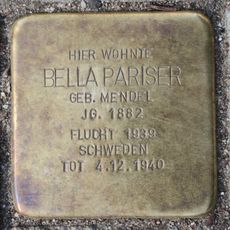 HIER WOHNTE
BELLA PARISER
GEB. MENDEL
JG. 1882
FLUCHT 1939
SCHWEDEN
TOT 4.12.1940